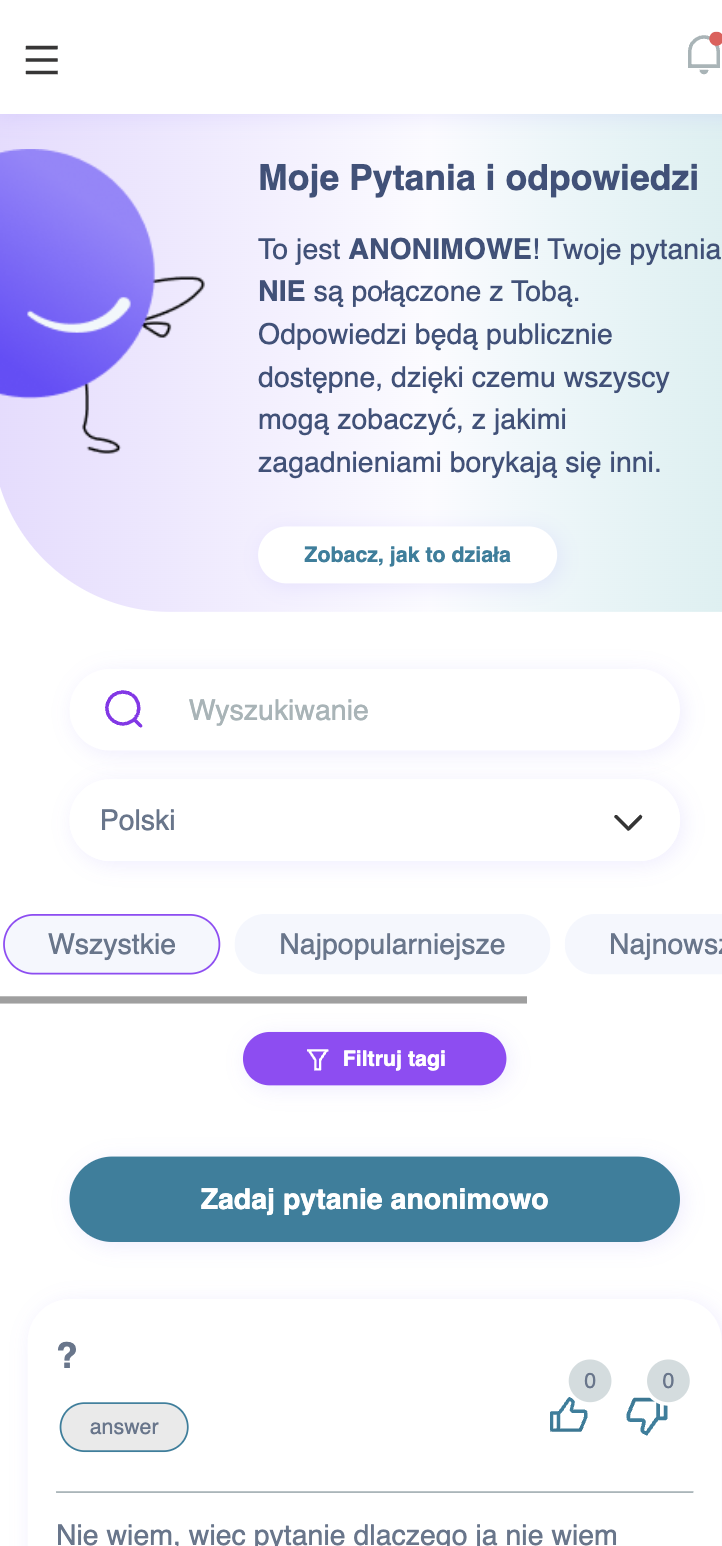 Moje Pytania i odpowiedzi
To jest ANONIMOWE! Twoje pytania
NIE są połączone z Tobą.
Odpowiedzi będą publicznie
dostępne, dzięki czemu wszyscy
mogą zobaczyć, z jakimi
zagadnieniami borykają się inni.
Zobacz, jak to działa
Wyszukiwanie
Polski
Wszystkie Najpopularniejsze
Filtruj tagi
Zadaj pytanie anonimowo
?
0 0
answer
Nie wiem, wiec pytanie dlaczego ja nie wiem